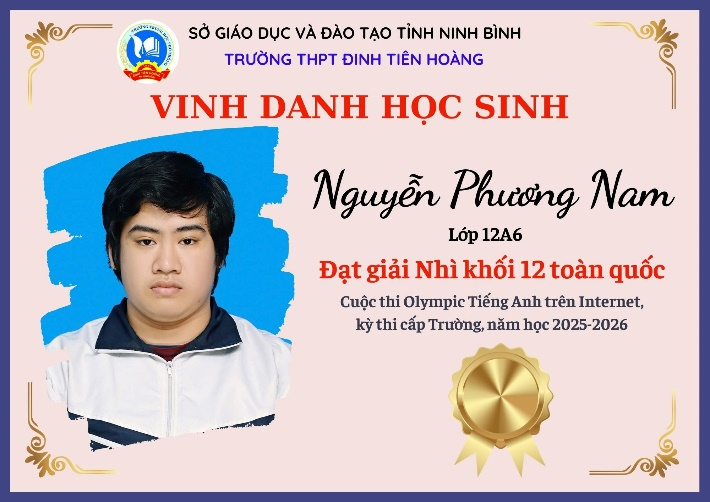 SỞ GIÁO DỤC VÀ ĐÀO TẠO TỈNH NINH BÌNH
TRƯỜNG THPT ĐINH TIÊN HOÀNG
VINH DANH HỌC SINH
Nguyễn Phương Nam
Lớp 12A6
Đạt giải Nhì khối 12 toàn quốc
Cuộc thi Olympic Tiếng Anh trên Internet,
kỳ thi cấp Trường, năm học 2025-2026